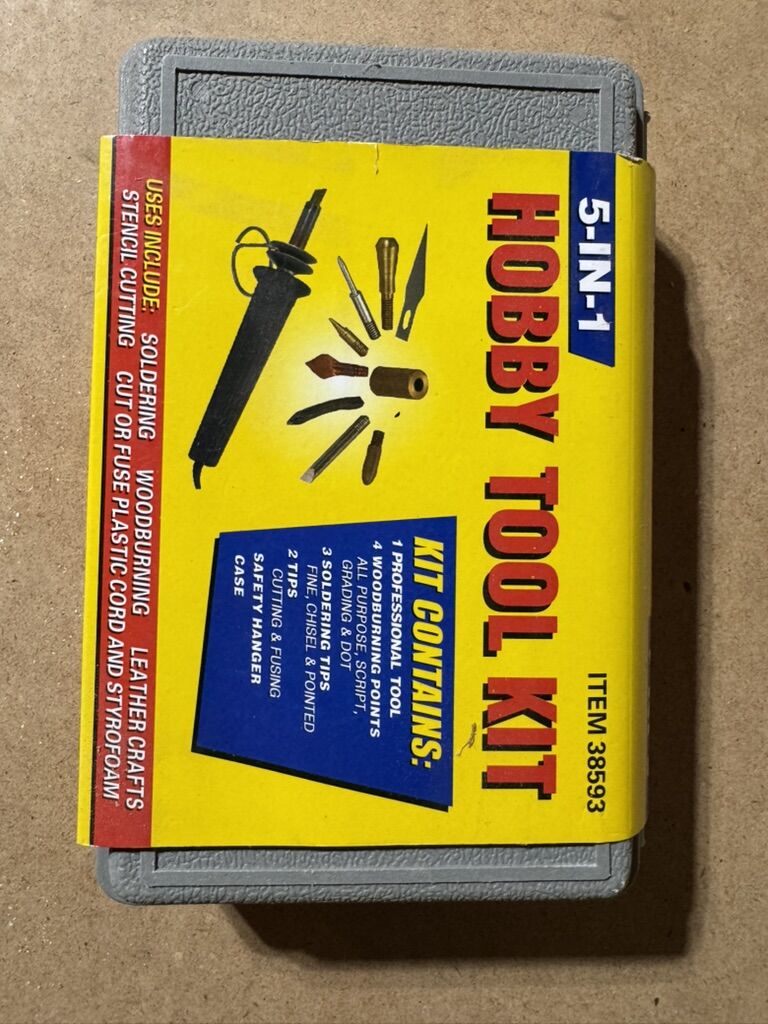 5-IN-1
ITEM 38593
HOBBY TOOL KIT
KIT CONTAINS:
1 PROFESSIONAL TOOL
4 WOODBURNING POINTS
ALL PURPOSE, SCRIPT,
GRADING & DOT
3 SOLDERING TIPS
FINE, CHISEL & POINTED
2 TIPS
CUTTING & FUSING
SAFETY HANGER
CASE
USES INCLUDE: SOLDERING WOODBURNING LEATHER CRAFTS
STENCIL CUTTING CUT OR FUSE PLASTIC CORD AND STYROFOAM™